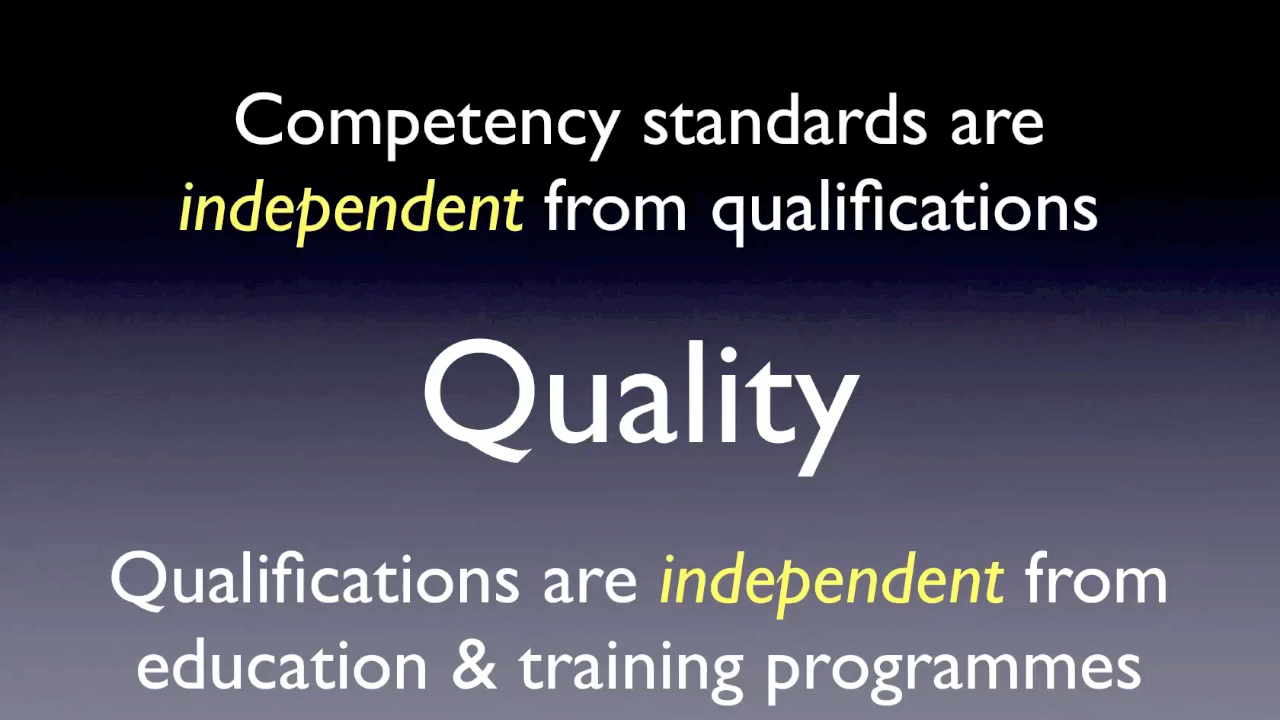 Competency standards are
independent from qualifications
Quality
Qualifications are independent from
education & training programmes